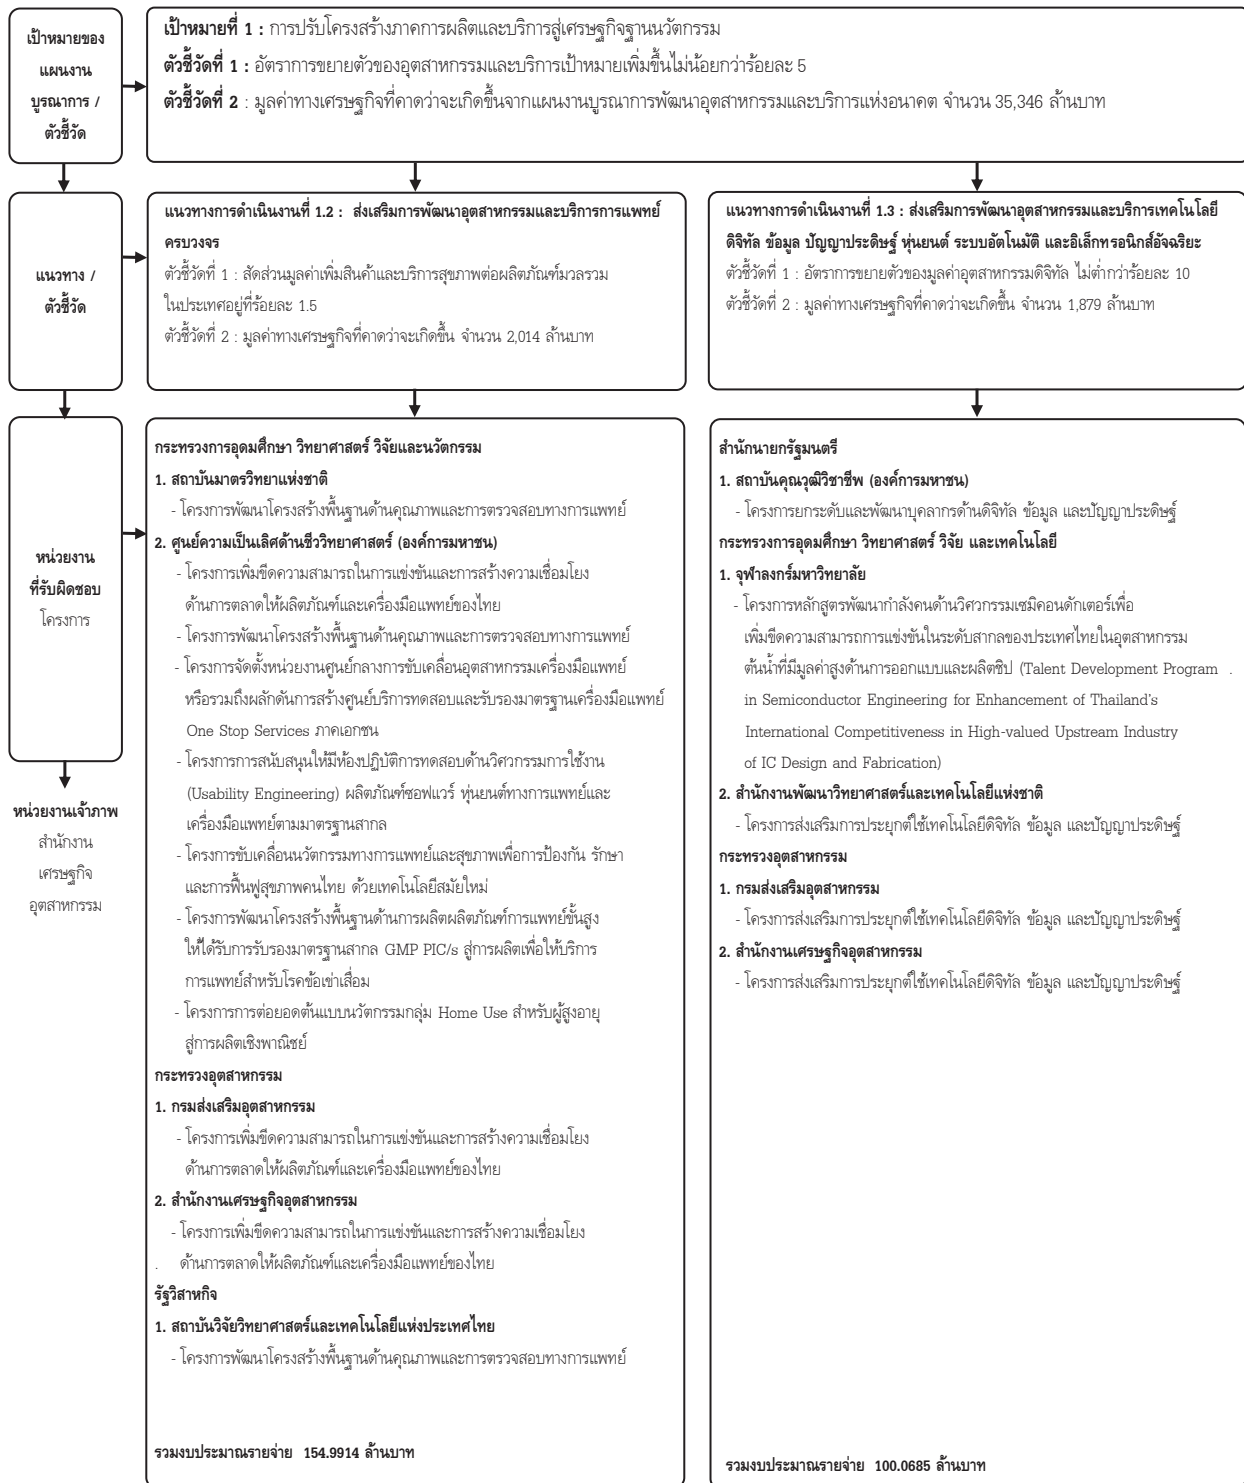 เป้าหมายของ
แผนงาน
บูรณาการ /
ตัวชี้วัด
เป้าหมายที่ 1 : การปรับโครงสร้างภาคการผลิตและบริการสู่เศรษฐกิจฐานนวัตกรรม
ตัวชี้วัดที่ 1 : อัตราการขยายตัวของอุตสาหกรรมและบริการเป้าหมายเพิ่มขึ้นไม่น้อยกว่าร้อยละ 5
ตัวชี้วัดที่ 2 : มูลค่าทางเศรษฐกิจที่คาดว่าจะเกิดขึ้นจากแผนงานบูรณาการพัฒนาอุตสาหกรรมและบริการแห่งอนาคต จำนวน 35,346 ล้านบาท
แนวทาง /
ตัวชี้วัด
แนวทางการดำเนินงานที่ 1.2 : ส่งเสริมการพัฒนาอุตสาหกรรมและบริการการแพทย์
ครบวงจร
ตัวชี้วัดที่ 1 : สัดส่วนมูลค่าเพิ่มสินค้าและบริการสุขภาพต่อผลิตภัณฑ์มวลรวม
ในประเทศอยู่ที่ร้อยละ 1.5
ตัวชี้วัดที่ 2 : มูลค่าทางเศรษฐกิจที่คาดว่าจะเกิดขึ้น จำนวน 2,014 ล้านบาท
แนวทางการดำเนินงานที่ 1.3 : ส่งเสริมการพัฒนาอุตสาหกรรมและบริการเทคโนโลยี
ดิจิทัล ข้อมูล ปัญญาประดิษฐ์ หุ่นยนต์ ระบบอัตโนมัติ และอิเล็กทรอนิกส์อัจฉริยะ
ตัวชี้วัดที่ 1 : อัตราการขยายตัวของมูลค่าอุตสาหกรรมดิจิทัล ไม่ต่ำกว่าร้อยละ 10
ตัวชี้วัดที่ 2 : มูลค่าทางเศรษฐกิจที่คาดว่าจะเกิดขึ้น จำนวน 1,879 ล้านบาท
หน่วยงาน
ที่รับผิดชอบ
โครงการ
หน่วยงานเจ้าภาพ
สำนักงาน
เศรษฐกิจ
อุตสาหกรรม
กระทรวงการอุดมศึกษา วิทยาศาสตร์ วิจัยและนวัตกรรม
1. สถาบันมาตรวิทยาแห่งชาติ
- โครงการพัฒนาโครงสร้างพื้นฐานด้านคุณภาพและการตรวจสอบทางการแพทย์
2. ศูนย์ความเป็นเลิศด้านชีววิทยาศาสตร์ (องค์การมหาชน)
- โครงการเพิ่มขีดความสามารถในการแข่งขันและการสร้างความเชื่อมโยง
ด้านการตลาดให้ผลิตภัณฑ์และเครื่องมือแพทย์ของไทย
- โครงการพัฒนาโครงสร้างพื้นฐานด้านคุณภาพและการตรวจสอบทางการแพทย์
- โครงการจัดตั้งหน่วยงานศูนย์กลางการขับเคลื่อนอุตสาหกรรมเครื่องมือแพทย์
หรือรวมถึงผลักดันการสร้างศูนย์บริการทดสอบและรับรองมาตรฐานเครื่องมือแพทย์
One Stop Services ภาคเอกชน
- โครงการการสนับสนุนให้มีห้องปฏิบัติการทดสอบด้านวิศวกรรมการใช้งาน
(Usability Engineering) ผลิตภัณฑ์ซอฟแวร์ หุ่นยนต์ทางการแพทย์และ
เครื่องมือแพทย์ตามมาตรฐานสากล
- โครงการขับเคลื่อนนวัตกรรมทางการแพทย์และสุขภาพเพื่อการป้องกัน รักษา
และการฟื้นฟูสุขภาพคนไทย ด้วยเทคโนโลยีสมัยใหม่
- โครงการพัฒนาโครงสร้างพื้นฐานด้านการผลิตผลิตภัณฑ์การแพทย์ขั้นสูง
ให้ได้รับการรับรองมาตรฐานสากล GMP PIC/s สู่การผลิตเพื่อให้บริการ
การแพทย์สำหรับโรคข้อเข่าเสื่อม
- โครงการการต่อยอดต้นแบบนวัตกรรมกลุ่ม Home Use สำหรับผู้สูงอายุ
สู่การผลิตเชิงพาณิชย์
กระทรวงอุตสาหกรรม
1. กรมส่งเสริมอุตสาหกรรม
- โครงการเพิ่มขีดความสามารถในการแข่งขันและการสร้างความเชื่อมโยง
ด้านการตลาดให้ผลิตภัณฑ์และเครื่องมือแพทย์ของไทย
2. สำนักงานเศรษฐกิจอุตสาหกรรม
- โครงการเพิ่มขีดความสามารถในการแข่งขันและการสร้างความเชื่อมโยง
. ด้านการตลาดให้ผลิตภัณฑ์และเครื่องมือแพทย์ของไทย
รัฐวิสาหกิจ
1. สถาบันวิจัยวิทยาศาสตร์และเทคโนโลยีแห่งประเทศไทย
- โครงการพัฒนาโครงสร้างพื้นฐานด้านคุณภาพและการตรวจสอบทางการแพทย์
รวมงบประมาณรายจ่าย 154.9914 ล้านบาท
สำนักนายกรัฐมนตรี
1. สถาบันคุณวุฒิวิชาชีพ (องค์การมหาชน)
- โครงการยกระดับและพัฒนาบุคลากรด้านดิจิทัล ข้อมูล และปัญญาประดิษฐ์
กระทรวงการอุดมศึกษา วิทยาศาสตร์ วิจัย และเทคโนโลยี
1. จุฬาลงกรณ์มหาวิทยาลัย
- โครงการหลักสูตรพัฒนากำลังคนด้านวิศวกรรมเซมิคอนดักเตอร์เพื่อ
เพิ่มขีดความสามารถการแข่งขันในระดับสากลของประเทศไทยในอุตสาหกรรม
ต้นน้ำที่มีมูลค่าสูงด้านการออกแบบและผลิตชิป (Talent Development Program .
in Semiconductor Engineering for Enhancement of Thailand's
International Competitiveness in High-valued Upstream Industry
of IC Design and Fabrication)
2. สำนักงานพัฒนาวิทยาศาสตร์และเทคโนโลยีแห่งชาติ
- โครงการส่งเสริมการประยุกต์ใช้เทคโนโลยีดิจิทัล ข้อมูล และปัญญาประดิษฐ์
กระทรวงอุตสาหกรรม
1. กรมส่งเสริมอุตสาหกรรม
- โครงการส่งเสริมการประยุกต์ใช้เทคโนโลยีดิจิทัล ข้อมูล และปัญญาประดิษฐ์
2. สำนักงานเศรษฐกิจอุตสาหกรรม
- โครงการส่งเสริมการประยุกต์ใช้เทคโนโลยีดิจิทัล ข้อมูล และปัญญาประดิษฐ์
รวมงบประมาณรายจ่าย 100.0685 ล้านบาท